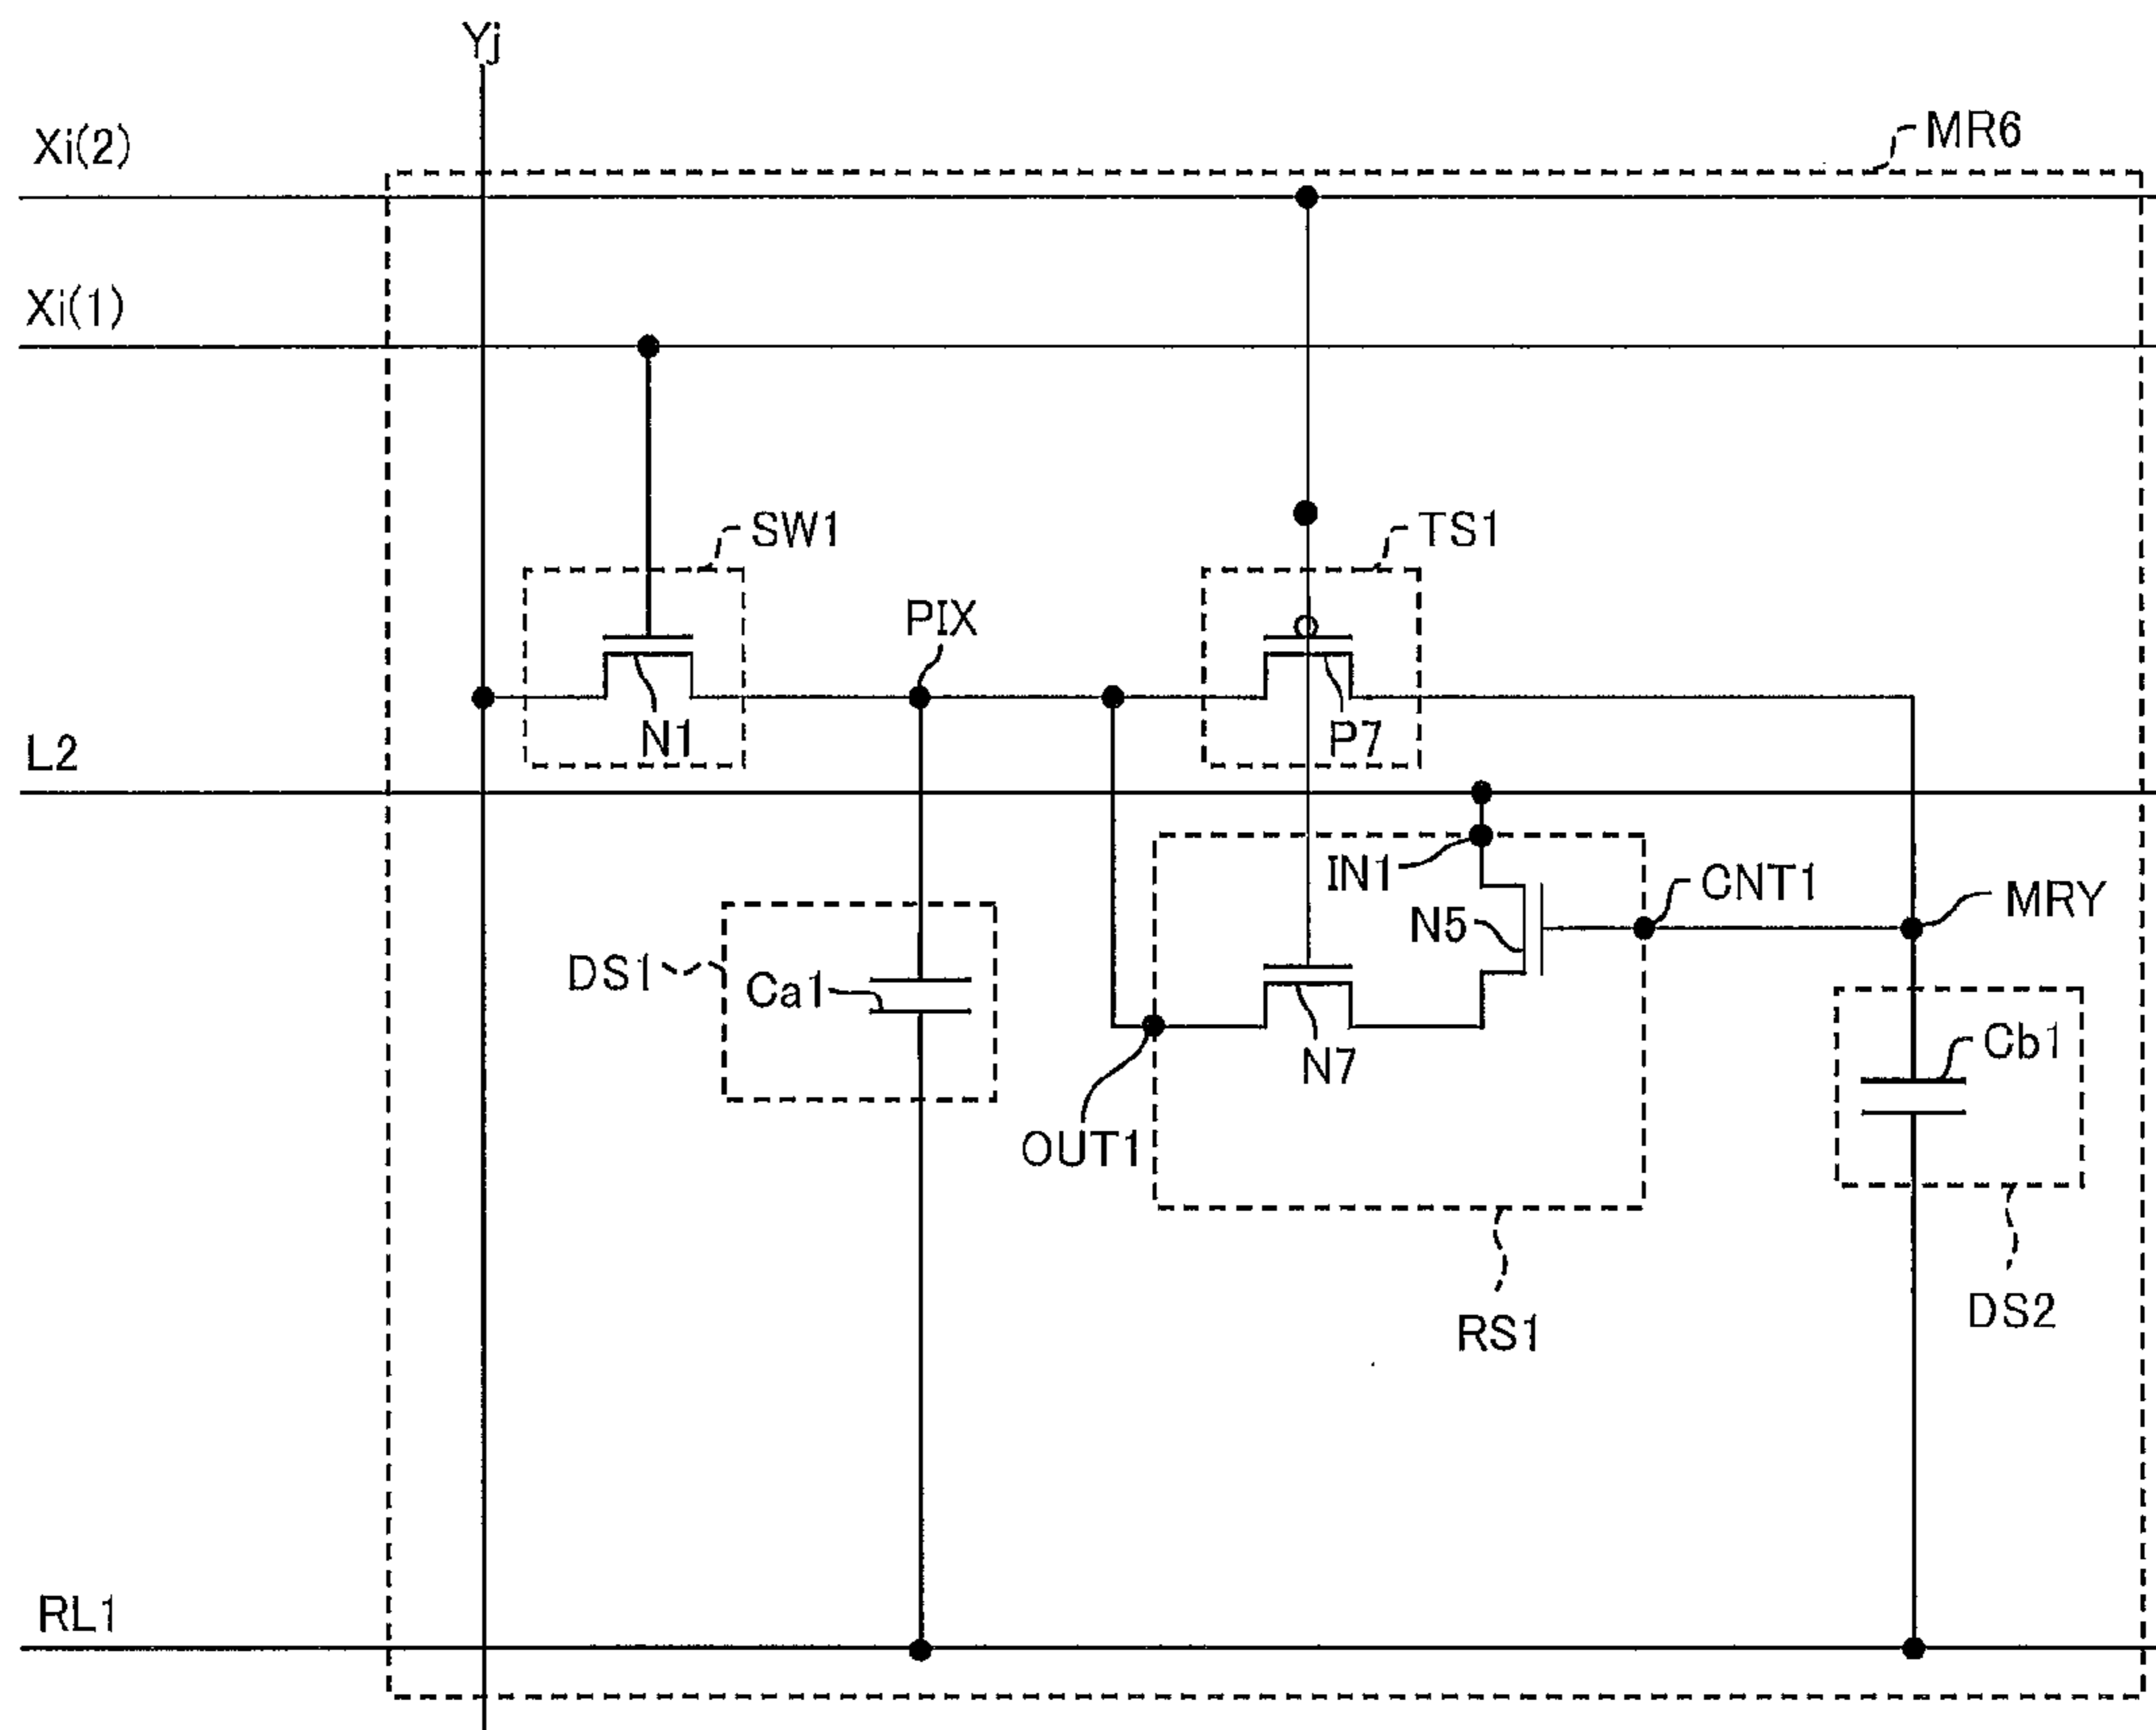 Yj
Xi(2)
MR6
Xi(1)
SW1
TS1
PIX
N1
P7
L2
IN1
CNT1
MRY
N5
DS1
Ca1
Cb1
N7
OUT1
DS2
RS1
RL1